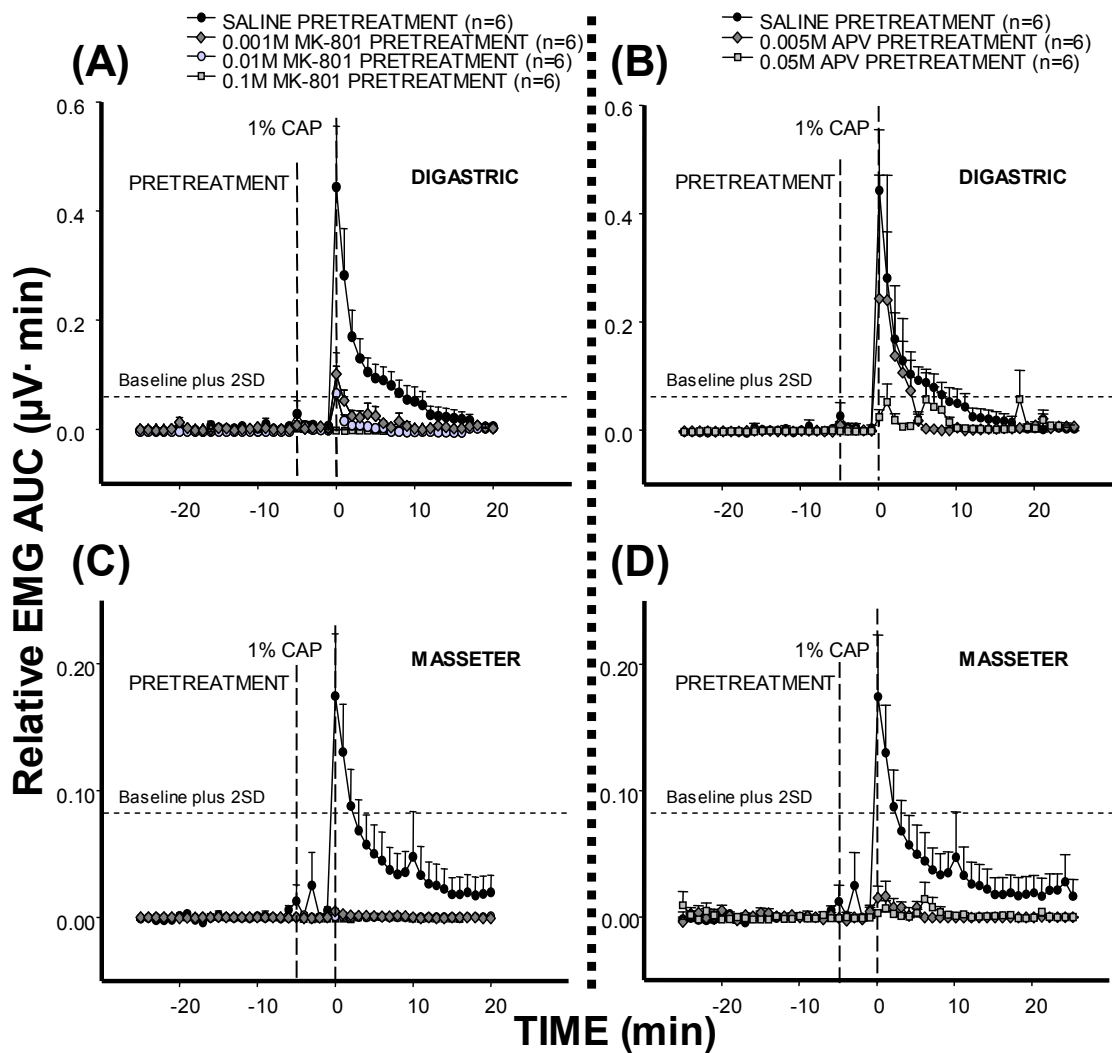 SALINE PRETREATMENT (n=6)
0.001M MK-801 PRETREATMENT (n=6)
0.01M MK-801 PRETREATMENT (n=6)
0.1M MK-801 PRETREATMENT (n=6)
(A)
0.6
0.4
0.2
0.0
1% CAP
PRETREATMENT
DIGASTRIC
Baseline plus 2SD
-20
-10
0
10
20
SALINE PRETREATMENT (n=6)
0.005M APV PRETREATMENT (n=6)
0.05M APV PRETREATMENT (n=6)
(B)
0.6
0.4
0.2
0.0
1% CAP
PRETREATMENT
DIGASTRIC
Baseline plus 2SD
-20
-10
0
10
20
Relative EMG AUC (µV· min)
(C)
0.20
0.10
0.00
1% CAP
PRETREATMENT
MASSETER
Baseline plus 2SD
-20
-10
0
10
20
(D)
0.20
0.10
0.00
1% CAP
PRETREATMENT
MASSETER
Baseline plus 2SD
-20
-10
0
10
20
TIME (min)